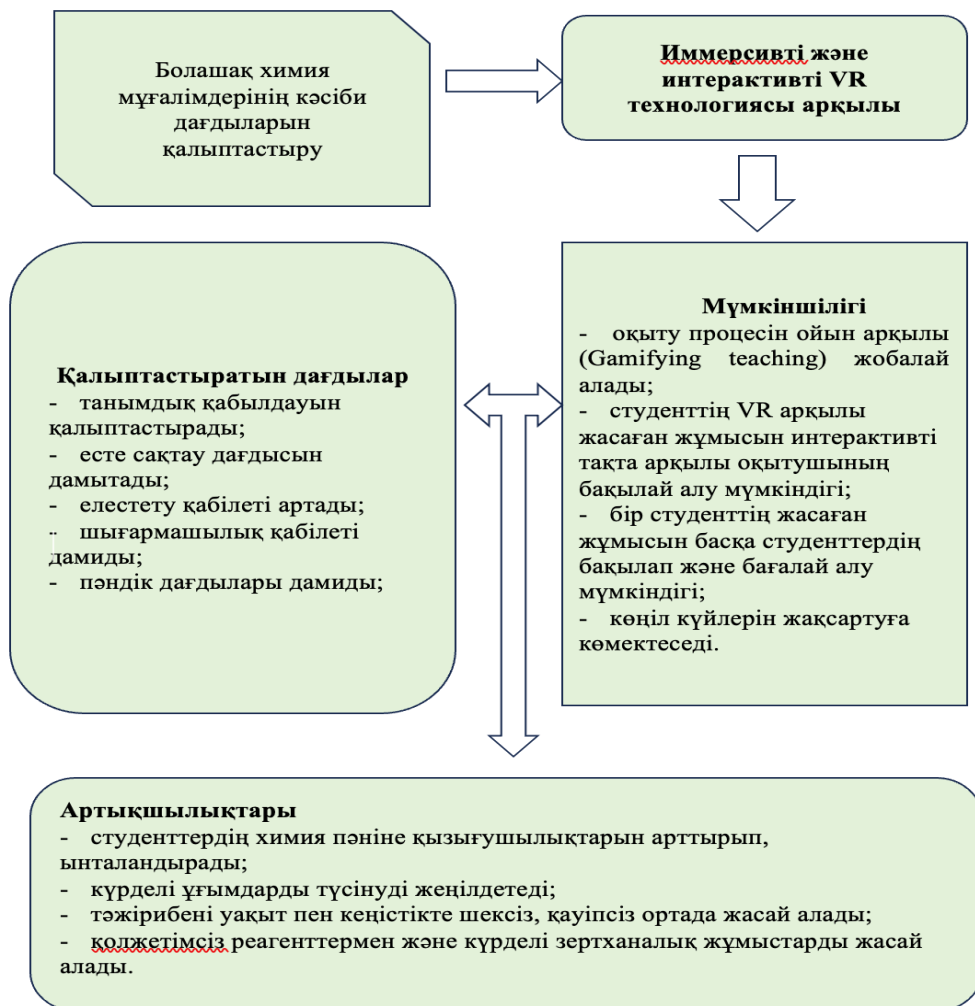 Болашақ химия
мұғалімдерінің кәсіби
дағдыларын
қалыптастыру
Иммерсивті және
интерактивті VR
технологиясы арқылы
Қалыптастыратын дағдылар
- танымдық қабылдауын
қалыптастырады;
- есте сақтау дағдысын
дамытады;
- елестету қабілеті артады;
- шығармашылық қабілеті
дамиды;
- пәндік дағдылары дамиды;
Мүмкіншілігі
- оқыту процесін ойын арқылы
(Gamifying teaching) жобалай
алады;
- студенттің VR арқылы
жасаған жұмысын интерактивті
тақта арқылы оқытушының
бақылай алу мүмкіндігі;
- бір студенттің жасаған
жұмысын басқа студенттердің
бақылап және бағалай алу
мүмкіндігі;
- көңіл күйлерін жақсартуға
көмектеседі.
Артықшылықтары
- студенттердің химия пәніне қызығушылықтарын арттырып,
ынталандырады;
- күрделі ұғымдарды түсінуді жеңілдетеді;
- тәжірибені уақыт пен кеңістікте шексіз, қауіпсіз ортада жасай алады;
- қолжетімсіз реагенттермен және күрделі зертханалық жұмыстарды жасай
алады.